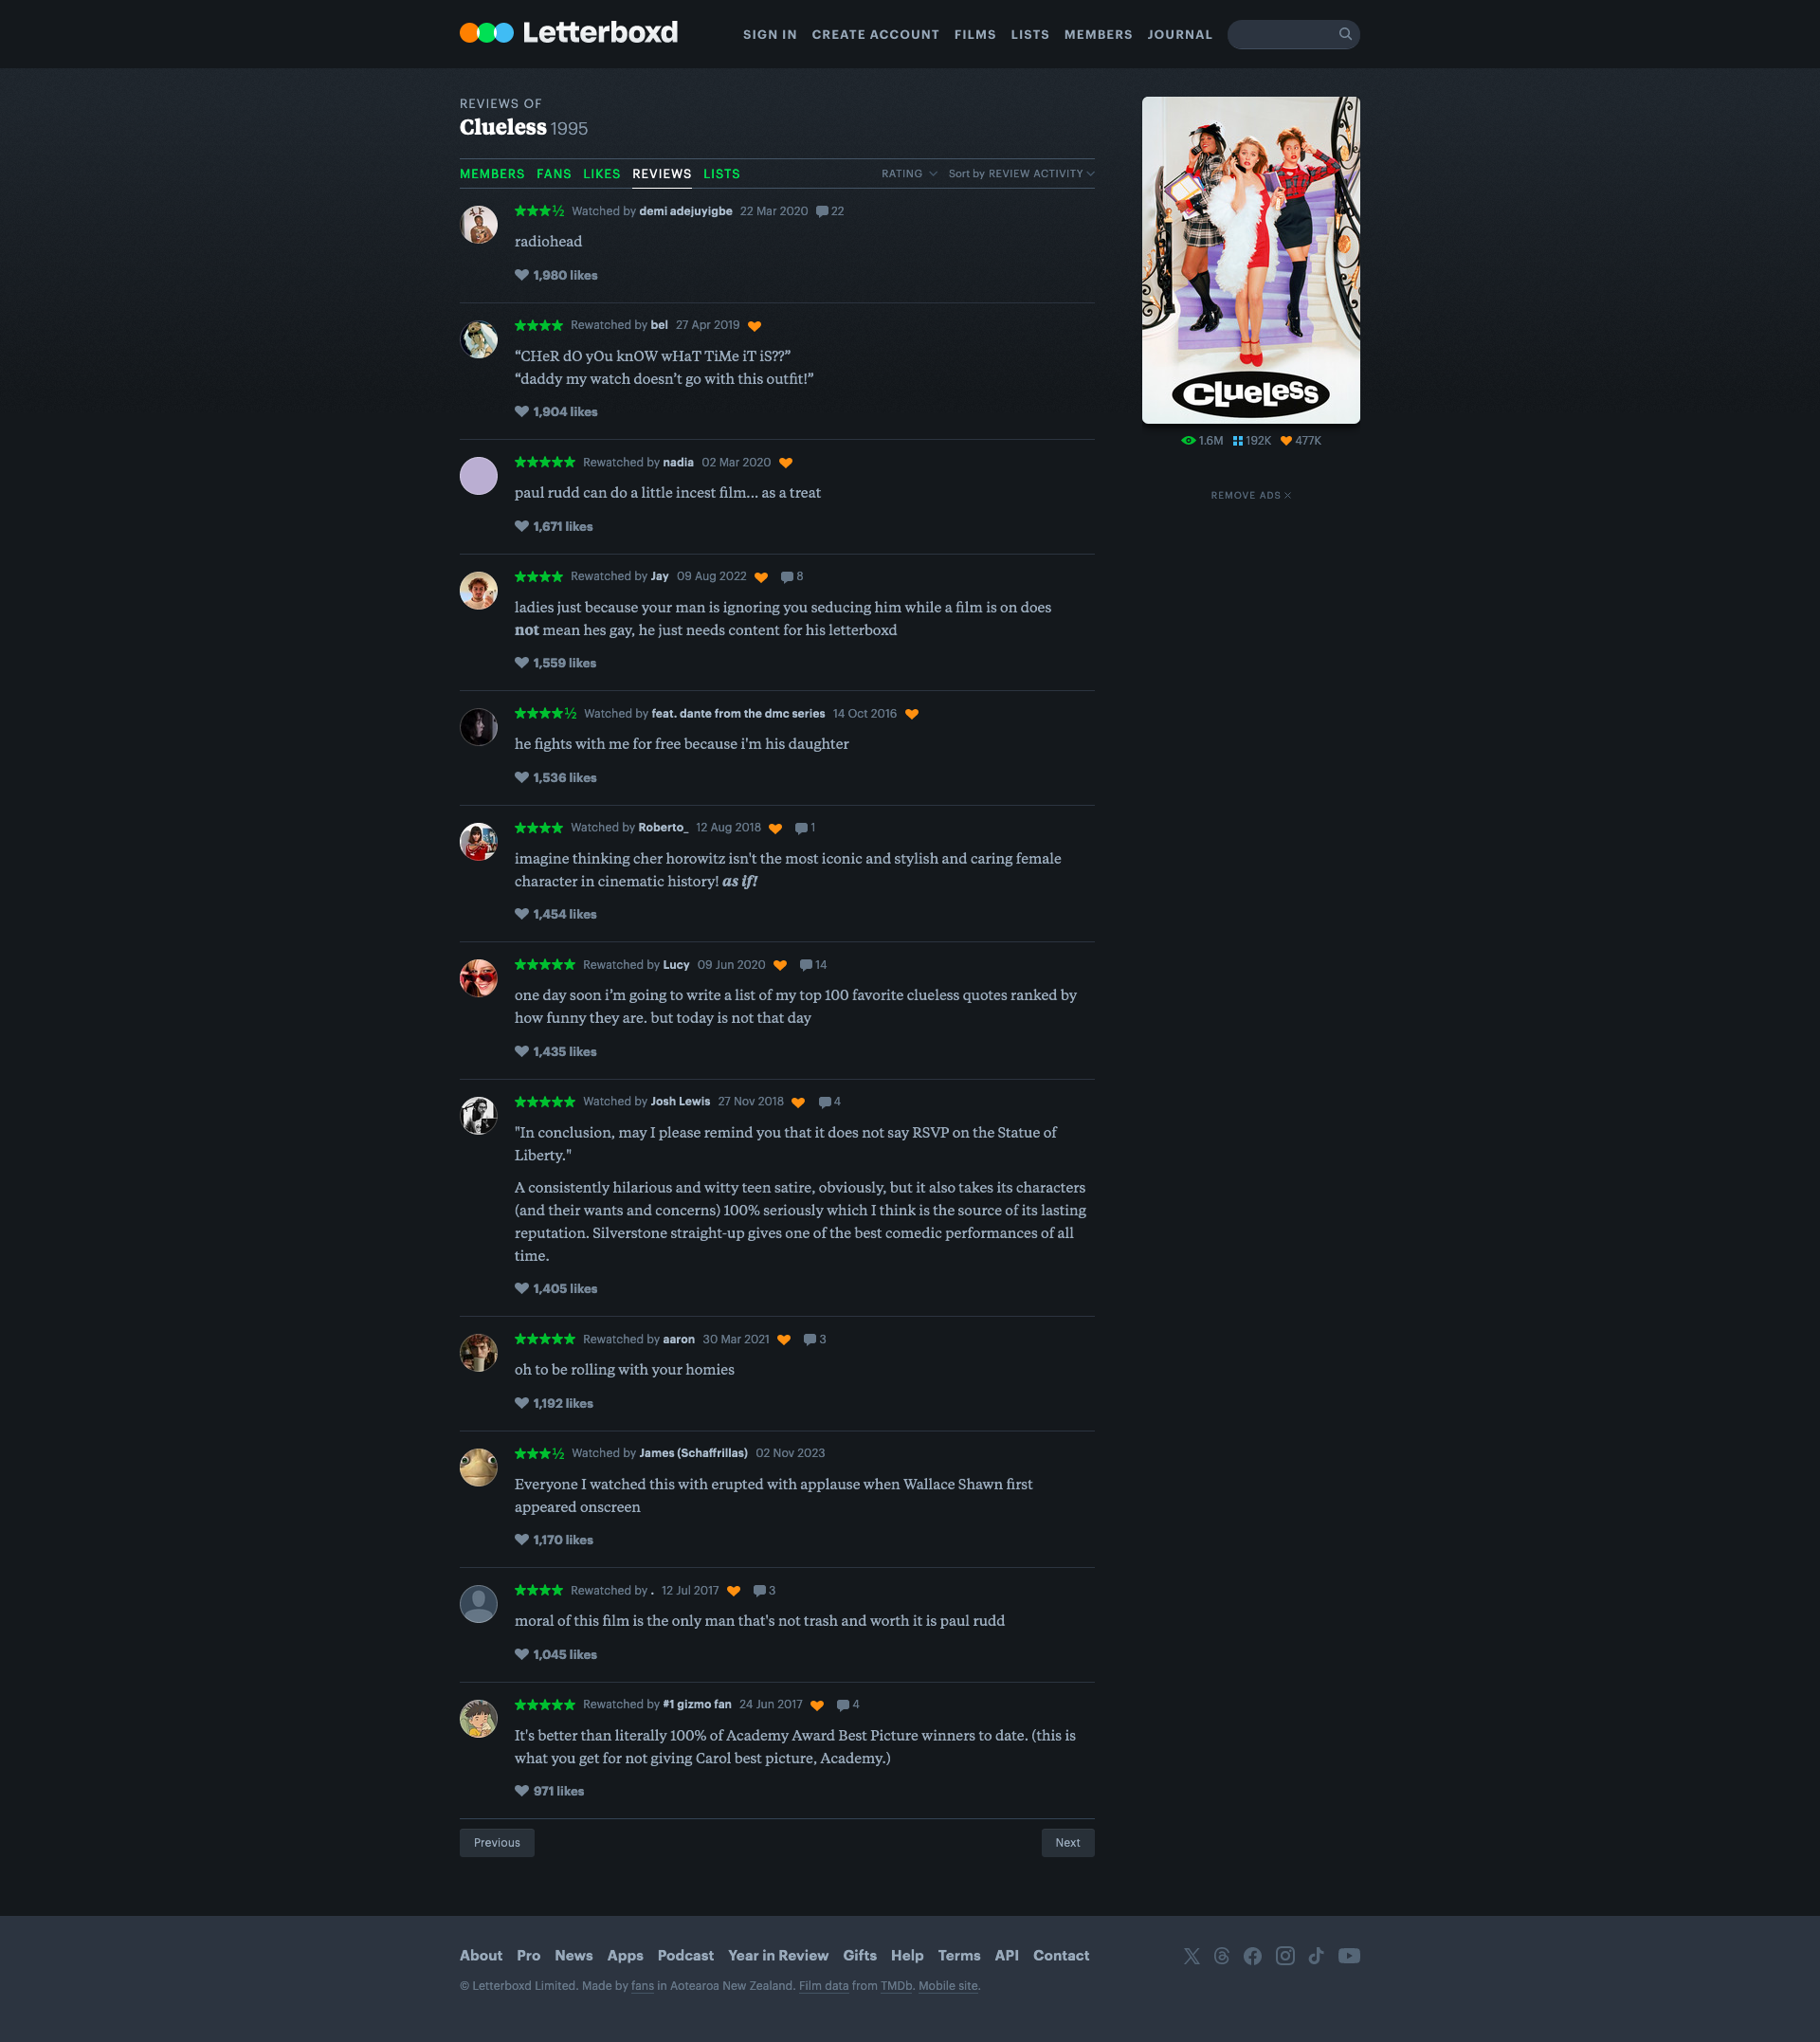 Letterboxd
SIGN IN CREATE ACCOUNT FILMS LISTS MEMBERS JOURNAL
REVIEWS OF
Clueless 1995
MEMBERS FANS LIKES REVIEWS LISTS RATING Sort by REVIEW ACTIVITY
★★★½ Watched by demi adejuyigbe 22 Mar 2020 22
radiohead
1,980 likes
★★★★ Rewatched by bel 27 Apr 2019
“CHeR dO yOu knOW wHaT TiMe iT iS??”
“daddy my watch doesn’t go with this outfit!”
1,904 likes
★★★★★ Rewatched by nadia 02 Mar 2020
paul rudd can do a little incest film... as a treat
1,671 likes
★★★★ Rewatched by Jay 09 Aug 2022 8
ladies just because your man is ignoring you seducing him while a film is on does
not mean hes gay, he just needs content for his letterboxd
1,559 likes
★★★★½ Watched by feat. dante from the dmc series 14 Oct 2016
he fights with me for free because i'm his daughter
1,536 likes
★★★★ Watched by Roberto_ 12 Aug 2018 1
imagine thinking cher horowitz isn't the most iconic and stylish and caring female
character in cinematic history! as if!
1,454 likes
★★★★★ Rewatched by Lucy 09 Jun 2020 14
one day soon i’m going to write a list of my top 100 favorite clueless quotes ranked by
how funny they are. but today is not that day
1,435 likes
★★★★★ Watched by Josh Lewis 27 Nov 2018 4
"In conclusion, may I please remind you that it does not say RSVP on the Statue of
Liberty."
A consistently hilarious and witty teen satire, obviously, but it also takes its characters
(and their wants and concerns) 100% seriously which I think is the source of its lasting
reputation. Silverstone straight-up gives one of the best comedic performances of all
time.
1,405 likes
★★★★★ Rewatched by aaron 30 Mar 2021 3
oh to be rolling with your homies
1,192 likes
★★★½ Watched by James (Schaffrillas) 02 Nov 2023
Everyone I watched this with erupted with applause when Wallace Shawn first
appeared onscreen
1,170 likes
★★★★ Rewatched by . 12 Jul 2017 3
moral of this film is the only man that's not trash and worth it is paul rudd
1,045 likes
★★★★★ Rewatched by #1 gizmo fan 24 Jun 2017 4
It's better than literally 100% of Academy Award Best Picture winners to date. (this is
what you get for not giving Carol best picture, Academy.)
971 likes
Previous Next
CLUELESS
1.6M 192K 477K
REMOVE ADS
About Pro News Apps Podcast Year in Review Gifts Help Terms API Contact
© Letterboxd Limited. Made by fans in Aotearoa New Zealand. Film data from TMDb. Mobile site.